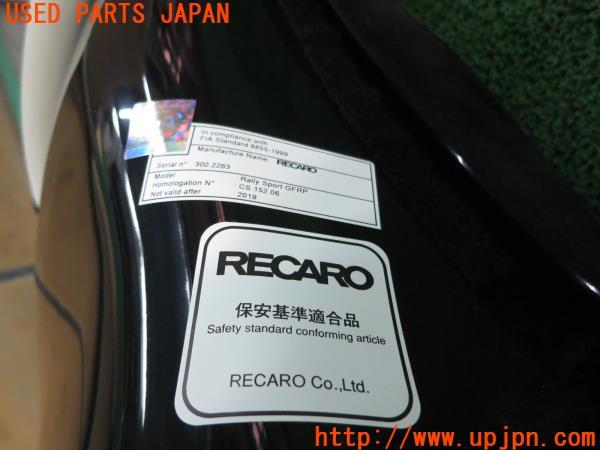 USED PARTS JAPAN
In compliance with
FIA Standard 8855-1999
Manufacture Name: RECARO
Serial n° 300.2263
Model Rally Sport GFRP
Homologation N° CS.152.06
Not valid after 2019
RECARO
保安基準適合品
Safety standard conforming article
RECARO Co.,Ltd.
http://www.upjpn.com